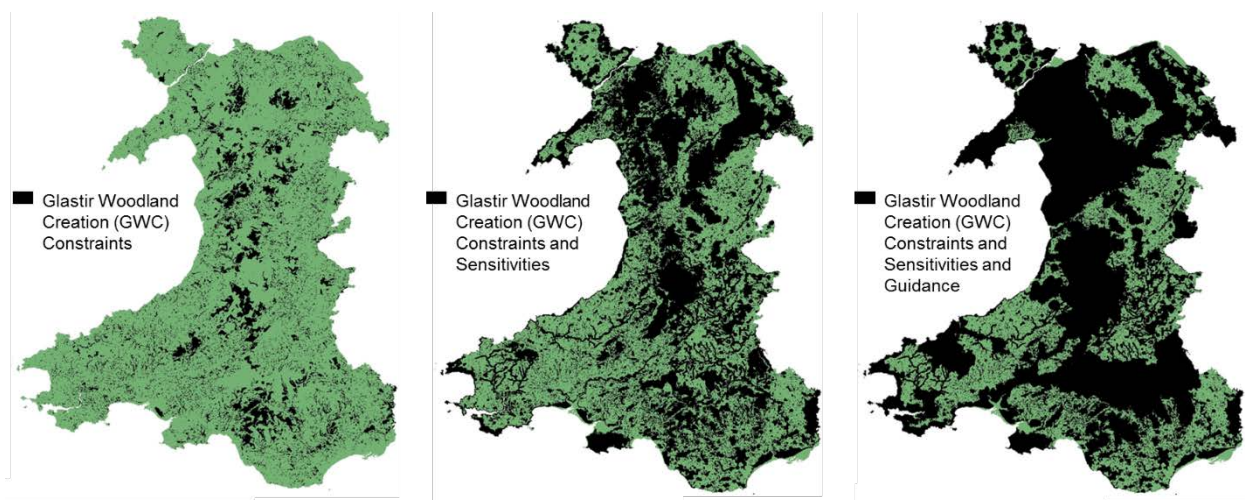 Glastir Woodland
Creation (GWC)
Constraints
Glastir Woodland
Creation (GWC)
Constraints and
Sensitivities
Glastir Woodland
Creation (GWC)
Constraints and
Sensitivities and
Guidance